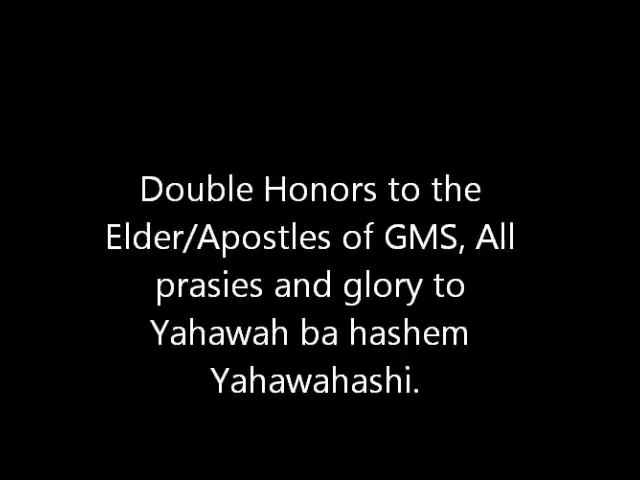 Double Honors to the
Elder/Apostles of GMS, All
prasies and glory to
Yahawah ba hashem
Yahawahashi.